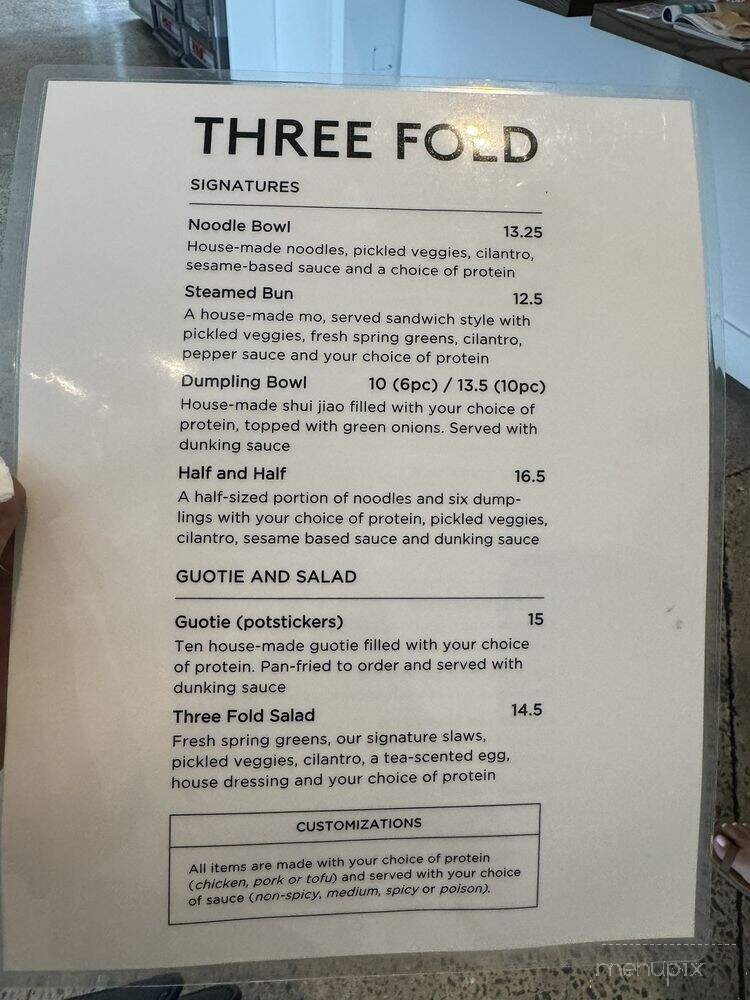 THREE FOLD
SIGNATURES
Noodle Bowl 13.25
House-made noodles, pickled veggies, cilantro,
sesame-based sauce and a choice of protein
Steamed Bun 12.5
A house-made mo, served sandwich style with
pickled veggies, fresh spring greens, cilantro,
pepper sauce and your choice of protein
Dumpling Bowl 10 (6pc) / 13.5 (10pc)
House-made shui jiao filled with your choice of
protein, topped with green onions. Served with
dunking sauce
Half and Half 16.5
A half-sized portion of noodles and six dump-
lings with your choice of protein, pickled veggies,
cilantro, sesame based sauce and dunking sauce
GUOTIE AND SALAD
Guotie (potstickers) 15
Ten house-made guotie filled with your choice
of protein. Pan-fried to order and served with
dunking sauce
Three Fold Salad 14.5
Fresh spring greens, our signature slaws,
pickled veggies, cilantro, a tea-scented egg,
house dressing and your choice of protein
CUSTOMIZATIONS
All items are made with your choice of protein
(chicken, pork or tofu) and served with your choice
of sauce (non-spicy, medium, spicy or poison).
menupix